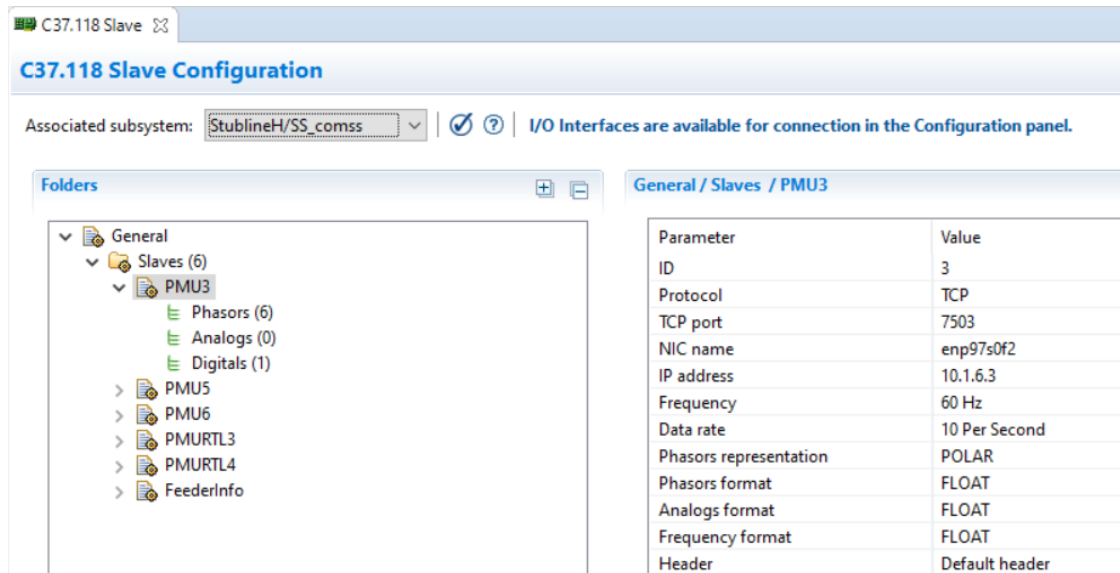 C37.118 Slave
C37.118 Slave Configuration
Associated subsystem: StublineH/SS_comss I/O Interfaces are available for connection in the Configuration panel.
Folders
General
Slaves (6)
PMU3
Phasors (6)
Analogs (0)
Digitals (1)
PMU5
PMU6
PMURTL3
PMURTL4
FeederInfo
General / Slaves / PMU3
Parameter Value
ID 3
Protocol TCP
TCP port 7503
NIC name enp97s0f2
IP address 10.1.6.3
Frequency 60 Hz
Data rate 10 Per Second
Phasors representation POLAR
Phasors format FLOAT
Analogs format FLOAT
Frequency format FLOAT
Header Default header